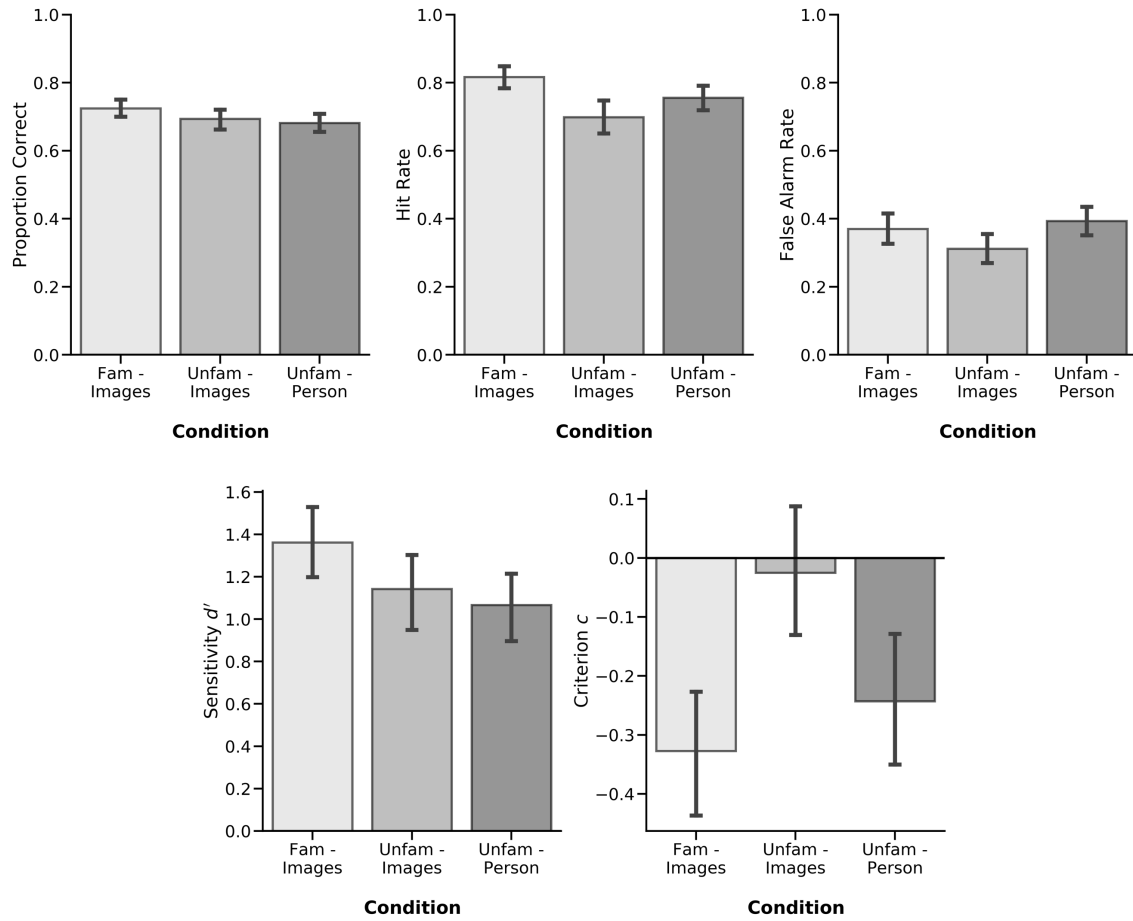 Proportion Correct
1.0
0.8
0.6
0.4
0.2
0.0
Fam -
Images
Unfam -
Images
Unfam -
Person
Condition
Hit Rate
1.0
0.8
0.6
0.4
0.2
0.0
Fam -
Images
Unfam -
Images
Unfam -
Person
Condition
False Alarm Rate
1.0
0.8
0.6
0.4
0.2
0.0
Fam -
Images
Unfam -
Images
Unfam -
Person
Condition
Sensitivity d′
1.6
1.4
1.2
1.0
0.8
0.6
0.4
0.2
0.0
Fam -
Images
Unfam -
Images
Unfam -
Person
Condition
Criterion c
0.1
0.0
−0.1
−0.2
−0.3
−0.4
Fam -
Images
Unfam -
Images
Unfam -
Person
Condition